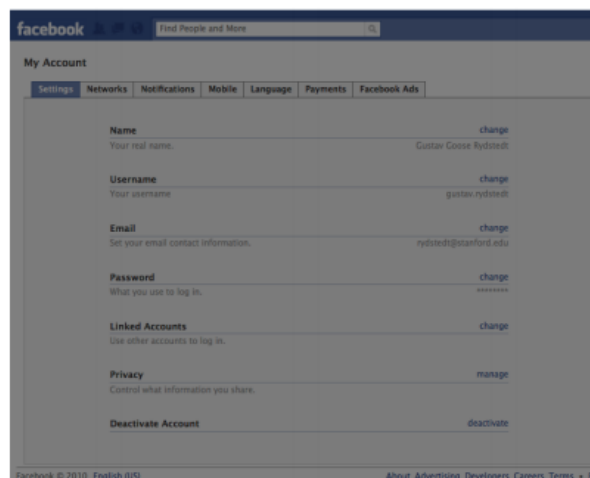 facebook Find People and More
My Account
Settings Networks Notifications Mobile Language Payments Facebook Ads
Name change
Your real name. Gustav Goose Rydstedt
Username change
Your username gustav.rydstedt
Email change
Set your email contact information. rydstedt@stanford.edu
Password change
What you use to log in. ********
Linked Accounts change
Use other accounts to log in.
Privacy manage
Control what information you share.
Deactivate Account deactivate
Facebook © 2010 English (US) About Advertising Developers Careers Terms •